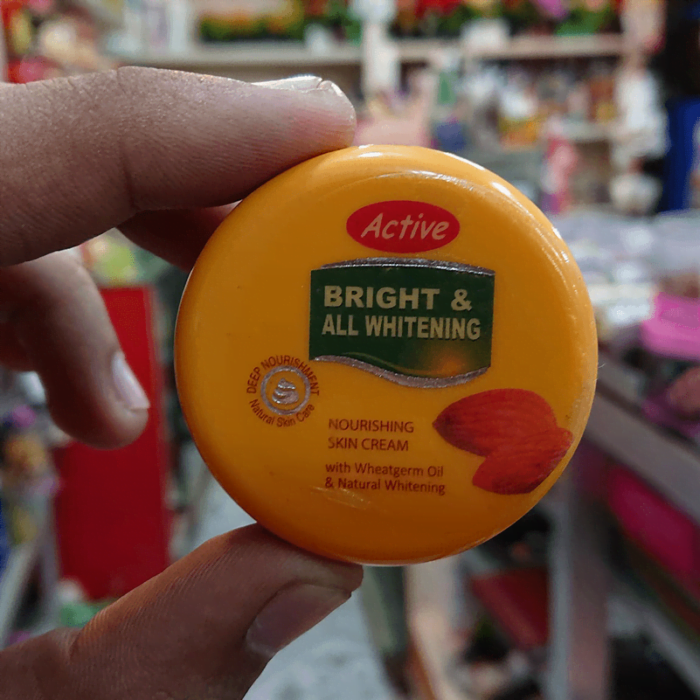 Active
BRIGHT &
ALL WHITENING
DEEP NOURISHMENT
Natural Skin Care
NOURISHING
SKIN CREAM
with Wheatgerm Oil
& Natural Whitening